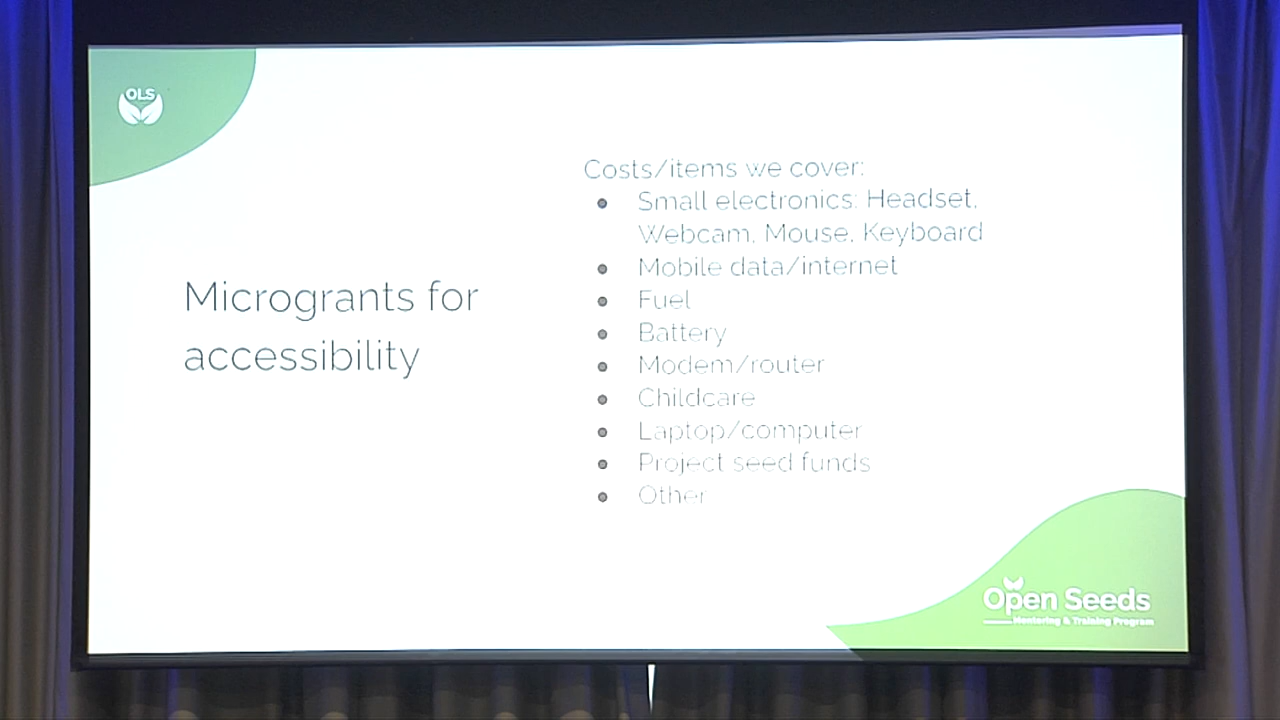 OLS
Microgrants for
accessibility
Costs/items we cover:
Small electronics: Headset,
Webcam, Mouse, Keyboard
Mobile data/internet
Fuel
Battery
Modem/router
Childcare
Laptop/computer
Project seed funds
Other
Open Seeds
Mentoring & Training Program